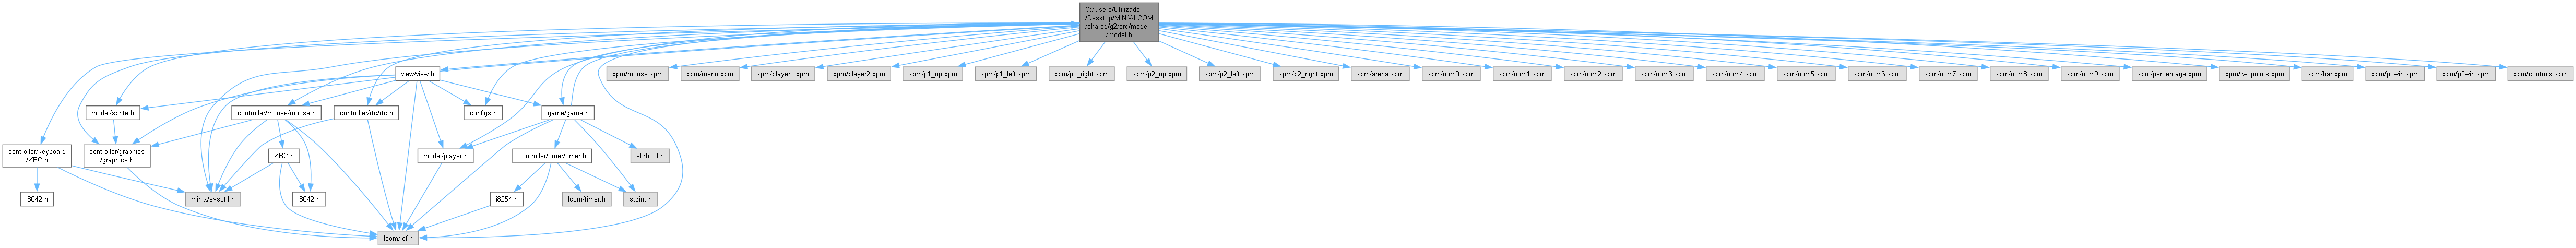 C:/Users/Utilizador
/Desktop/MINIX-LCOM
/shared/g2/src/model
/model.h
view/view.h
xpm/mouse.xpm
xpm/menu.xpm
xpm/player1.xpm
xpm/player2.xpm
xpm/p1_up.xpm
xpm/p1_left.xpm
xpm/p1_right.xpm
xpm/p2_up.xpm
xpm/p2_left.xpm
xpm/p2_right.xpm
xpm/arena.xpm
xpm/num0.xpm
xpm/num1.xpm
xpm/num2.xpm
xpm/num3.xpm
xpm/num4.xpm
xpm/num5.xpm
xpm/num6.xpm
xpm/num7.xpm
xpm/num8.xpm
xpm/num9.xpm
xpm/percentage.xpm
xpm/twopoints.xpm
xpm/bar.xpm
xpm/p1win.xpm
xpm/p2win.xpm
xpm/controls.xpm
model/sprite.h
controller/mouse/mouse.h
controller/rtc/rtc.h
configs.h
game/game.h
controller/keyboard
/KBC.h
controller/graphics
/graphics.h
KBC.h
model/player.h
controller/timer/timer.h
stdbool.h
i8042.h
minix/sysutil.h
i8042.h
i8254.h
lcom/timer.h
stdint.h
lcom/lcf.h